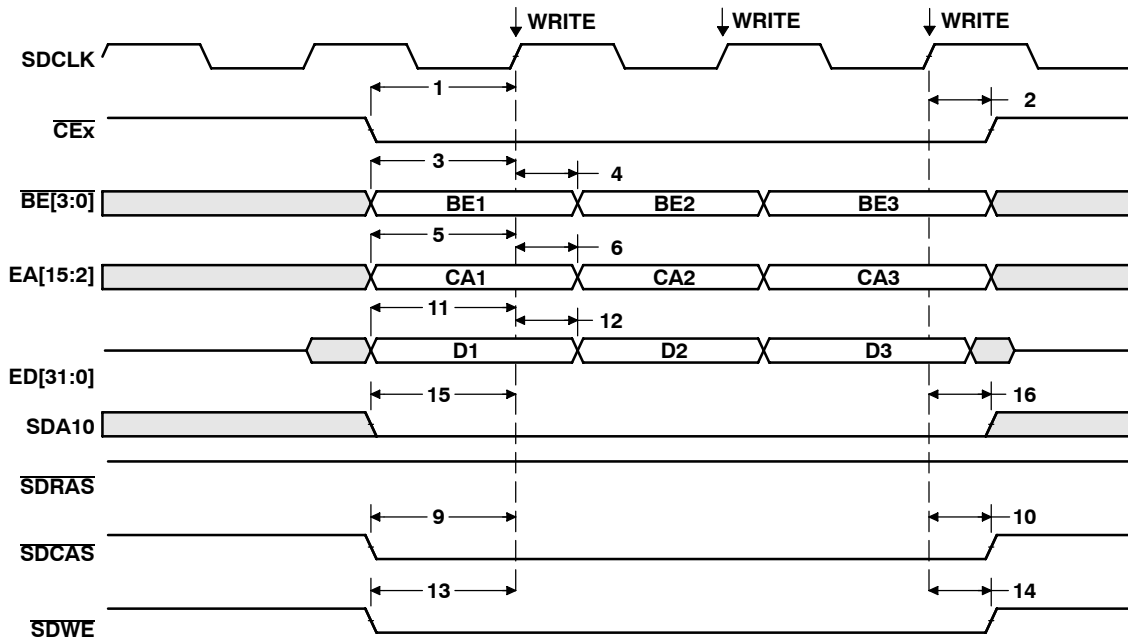 WRITE WRITE WRITE
SDCLK
1 2
CEx
3 4
BE[3:0] BE1 BE2 BE3
5 6
EA[15:2] CA1 CA2 CA3
11 12
D1 D2 D3
ED[31:0]
15 16
SDA10
SDRAS
9 10
SDCAS
13 14
SDWE